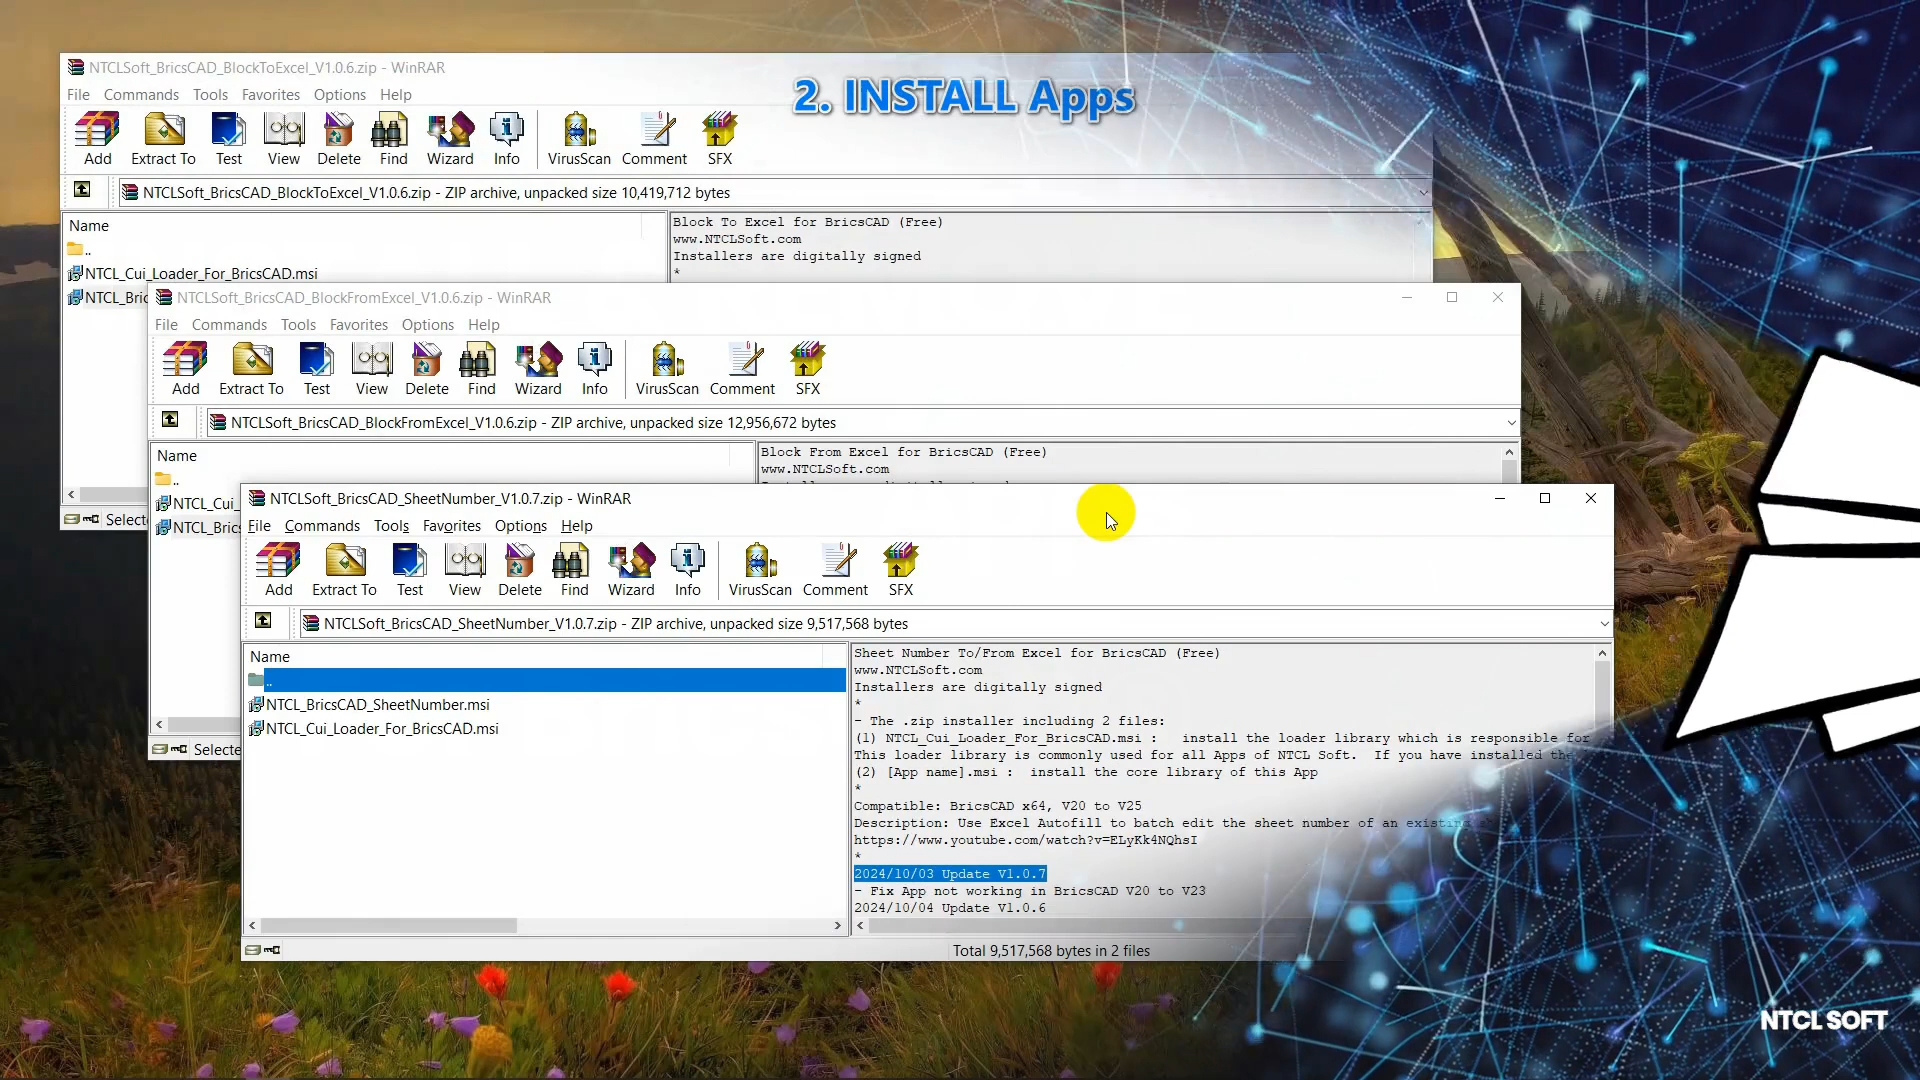 2. INSTALL Apps
NTCLSoft_BricsCAD_BlockToExcel_V1.0.6.zip - WinRAR
File Commands Tools Favorites Options Help
Add Extract To Test View Delete Find Wizard Info VirusScan Comment SFX
NTCLSoft_BricsCAD_BlockToExcel_V1.0.6.zip - ZIP archive, unpacked size 10,419,712 bytes
Name
..
NTCL_Cui_Loader_For_BricsCAD.msi
NTCL_Bric
Block To Excel for BricsCAD (Free)
www.NTCLSoft.com
Installers are digitally signed
*
Selecte
NTCLSoft_BricsCAD_BlockFromExcel_V1.0.6.zip - WinRAR
File Commands Tools Favorites Options Help
Add Extract To Test View Delete Find Wizard Info VirusScan Comment SFX
NTCLSoft_BricsCAD_BlockFromExcel_V1.0.6.zip - ZIP archive, unpacked size 12,956,672 bytes
Name
..
NTCL_Cui_
NTCL_Brics
Block From Excel for BricsCAD (Free)
www.NTCLSoft.com
Selecte
NTCLSoft_BricsCAD_SheetNumber_V1.0.7.zip - WinRAR
File Commands Tools Favorites Options Help
Add Extract To Test View Delete Find Wizard Info VirusScan Comment SFX
NTCLSoft_BricsCAD_SheetNumber_V1.0.7.zip - ZIP archive, unpacked size 9,517,568 bytes
Name
..
NTCL_BricsCAD_SheetNumber.msi
NTCL_Cui_Loader_For_BricsCAD.msi
Sheet Number To/From Excel for BricsCAD (Free)
www.NTCLSoft.com
Installers are digitally signed
*
- The .zip installer including 2 files:
(1) NTCL_Cui_Loader_For_BricsCAD.msi : install the loader library which is responsible for
This loader library is commonly used for all Apps of NTCL Soft. If you have installed the
(2) [App name].msi : install the core library of this App
*
Compatible: BricsCAD x64, V20 to V25
Description: Use Excel Autofill to batch edit the sheet number of an existing
https://www.youtube.com/watch?v=ELyKk4NQhsI
*
2024/10/03 Update V1.0.7
- Fix App not working in BricsCAD V20 to V23
2024/10/04 Update V1.0.6
Total 9,517,568 bytes in 2 files
NTCL SOFT